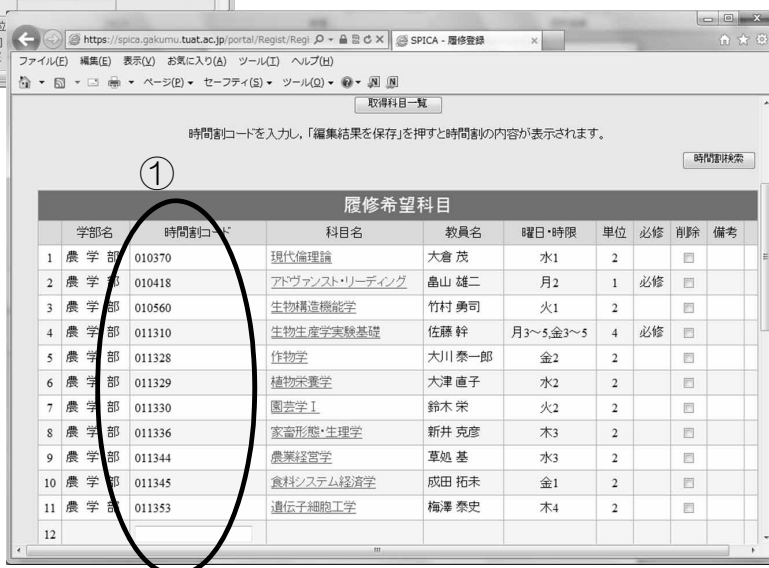 https://spica.gakumu.tuat.ac.jp/portal/Regist/Regi
SPICA - 履修登録
ファイル(F) 編集(E) 表示(V) お気に入り(A) ツール(T) ヘルプ(H)
ページ(P) セーフティ(S) ツール(O)
取得科目一覧
時間割コードを入力し，「編集結果を保存」を押すと時間割の内容が表示されます。
時間割検索
①
履修希望科目
学部名 時間割コード 科目名 教員名 曜日・時限 単位 必修 削除 備考
1 農学部 010370 現代倫理論 大倉 茂 水1 2
2 農学部 010418 アドヴァンスト・リーディング 畠山 雄二 月2 1 必修
3 農学部 010560 生物構造機能学 竹村 勇司 火1 2
4 農学部 011310 生物生産学実験基礎 佐藤 幹 月3～5,金3～5 4 必修
5 農学部 011328 作物学 大川 泰一郎 金2 2
6 農学部 011329 植物栄養学 大津 直子 水2 2
7 農学部 011330 園芸学Ⅰ 鈴木 栄 火2 2
8 農学部 011336 家畜形態・生理学 新井 克彦 木3 2
9 農学部 011344 農業経営学 草処 基 水3 2
10 農学部 011345 食料システム経済学 成田 拓未 金1 2
11 農学部 011353 遺伝子細胞工学 梅澤 泰史 木4 2
12